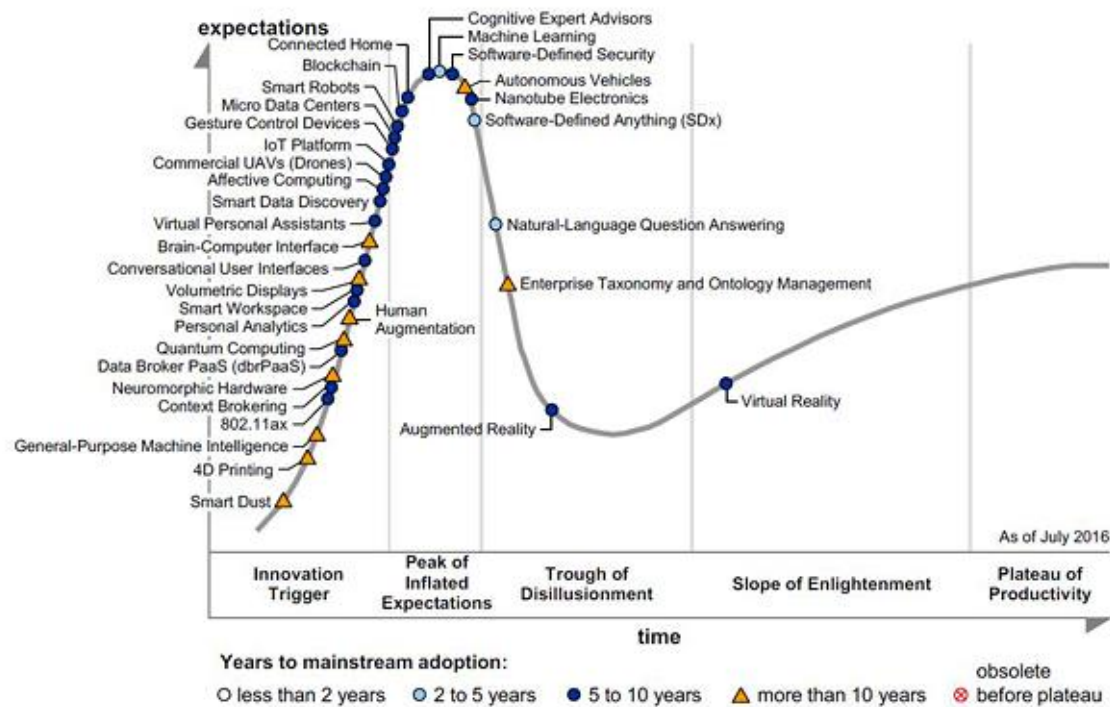 expectations
Cognitive Expert Advisors
Machine Learning
Software-Defined Security
Connected Home
Blockchain
Smart Robots
Micro Data Centers
Gesture Control Devices
IoT Platform
Commercial UAVs (Drones)
Affective Computing
Smart Data Discovery
Virtual Personal Assistants
Brain-Computer Interface
Conversational User Interfaces
Volumetric Displays
Smart Workspace
Personal Analytics
Human
Augmentation
Quantum Computing
Data Broker PaaS (dbrPaaS)
Neuromorphic Hardware
Context Brokering
802.11ax
General-Purpose Machine Intelligence
4D Printing
Smart Dust
Autonomous Vehicles
Nanotube Electronics
Software-Defined Anything (SDx)
Natural-Language Question Answering
Enterprise Taxonomy and Ontology Management
Augmented Reality
Virtual Reality
As of July 2016
Innovation
Trigger
Peak of
Inflated
Expectations
Trough of
Disillusionment
Slope of Enlightenment
Plateau of
Productivity
time
Years to mainstream adoption:
less than 2 years
2 to 5 years
5 to 10 years
more than 10 years
obsolete
before plateau